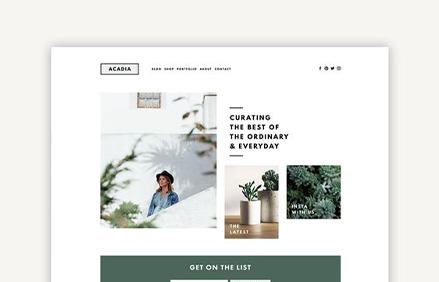 ACADIA
BLOG SHOP PORTFOLIO ABOUT CONTACT
CURATING
THE BEST OF
THE ORDINARY
& EVERYDAY
THE
LATEST
INSTA
WITH US
GET ON THE LIST